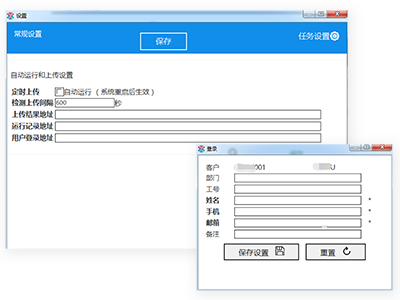 设置
常规设置
保存
任务设置
自动运行和上传设置
定时上传 自动运行（系统重启后生效）
检测上传间隔 600 秒
上传结果地址
运行记录地址
用户登录地址
登录
客户 001 U
部门
工号
姓名 *
手机 *
邮箱 *
备注
保存设置 重置